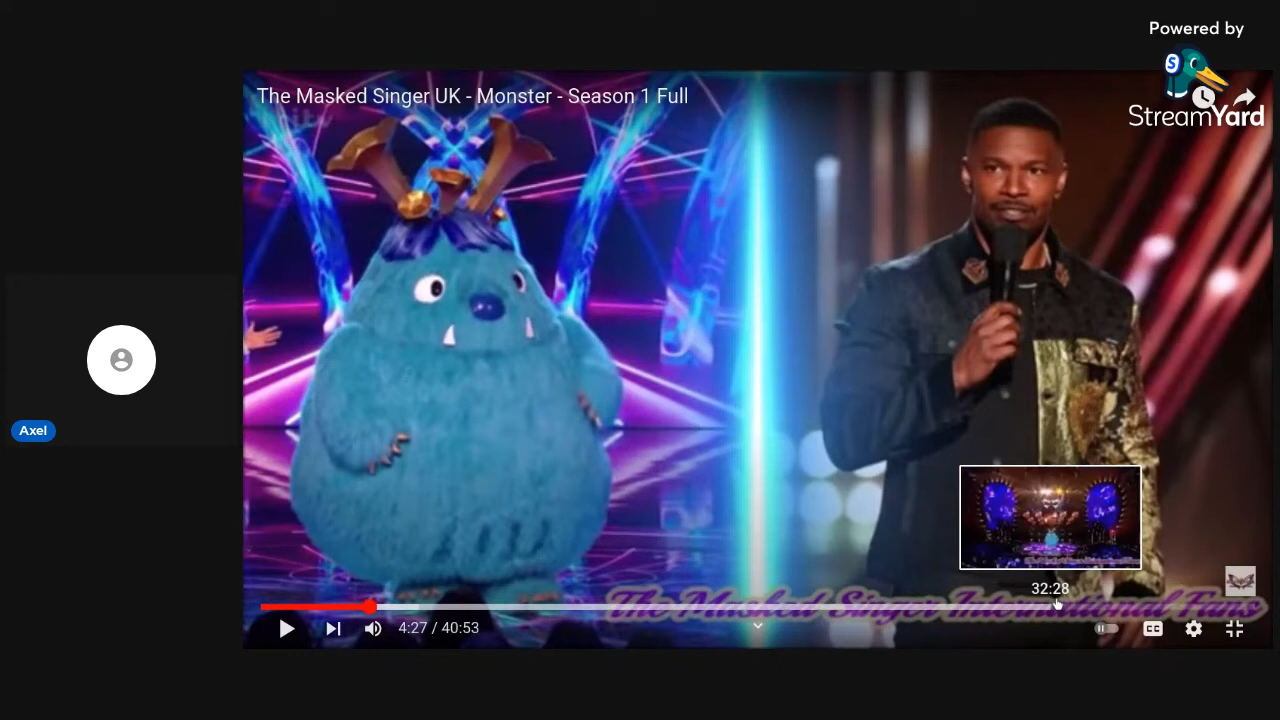 Powered by
S
StreamYard
The Masked Singer UK - Monster - Season 1 Full
Axel
32:28
The Masked Singer International Fans
4:27 / 40:53
CC